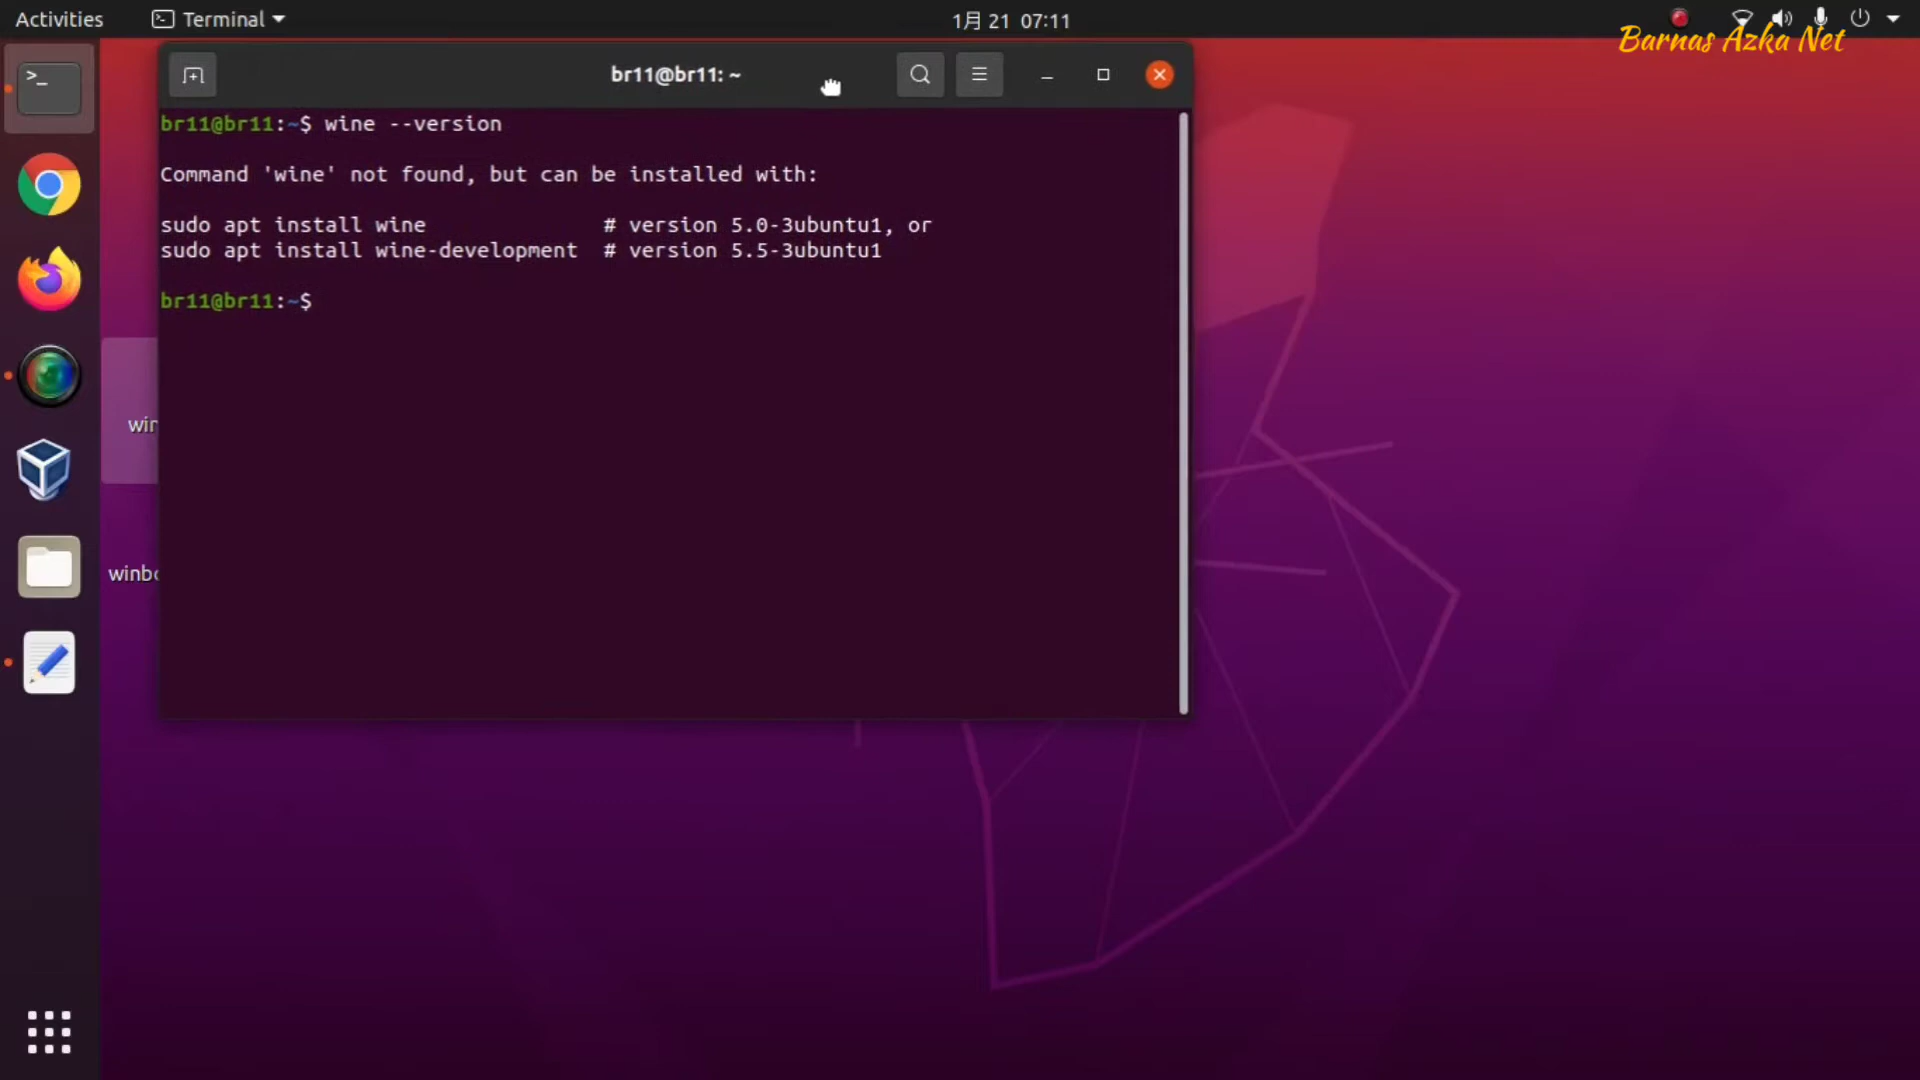 Activities
Terminal
1月 21 07:11
Barnas Azka Net
br11@br11: ~
br11@br11:~$ wine --version
Command 'wine' not found, but can be installed with:
sudo apt install wine # version 5.0-3ubuntu1, or
sudo apt install wine-development # version 5.5-3ubuntu1
br11@br11:~$
win
winbo